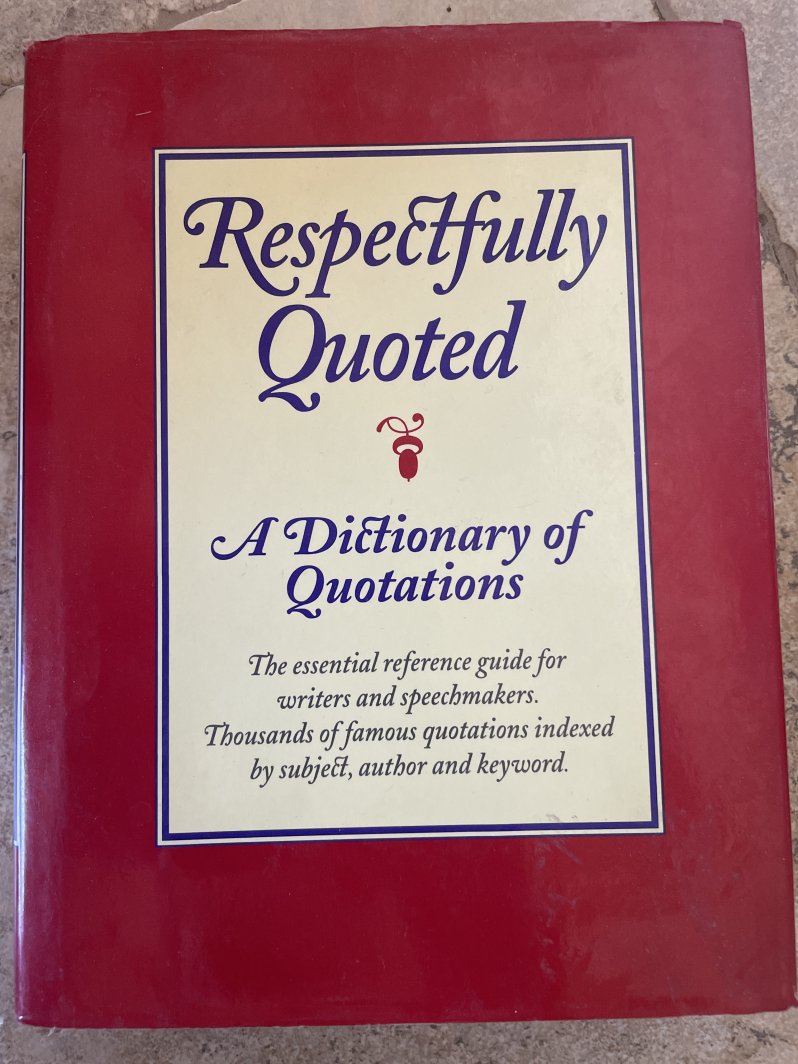 Respectfully
Quoted
A Dictionary of
Quotations
The essential reference guide for
writers and speechmakers.
Thousands of famous quotations indexed
by subject, author and keyword.